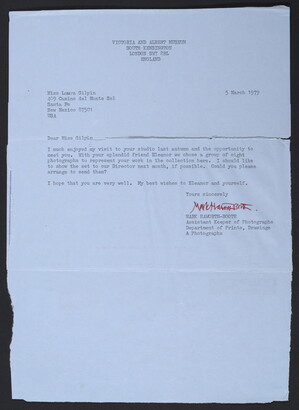 VICTORIA AND ALBERT MUSEUM
SOUTH KENSINGTON
LONDON SW7 2RL
ENGLAND
Miss Laura Gilpin
5 March 1979
Camino del Monte Sol
Santa Fe
New Mexico 87501
USA
Dear Miss Gilpin
I much enjoyed my visit to your studio last autumn and the opportunity to
meet you. With your splendid friend Eleanor we chose a group of eight
photographs to represent your work in the collection here. I should like
to show the set to our Director next month, if possible. Could you please
arrange to send them?
I hope that you are very well. My best wishes to Eleanor and yourself.
Yours sincerely
MARK HAWORTH-BOOTH
Assistant Keeper of Photographs
Department of Prints, Drawings
& Photographs